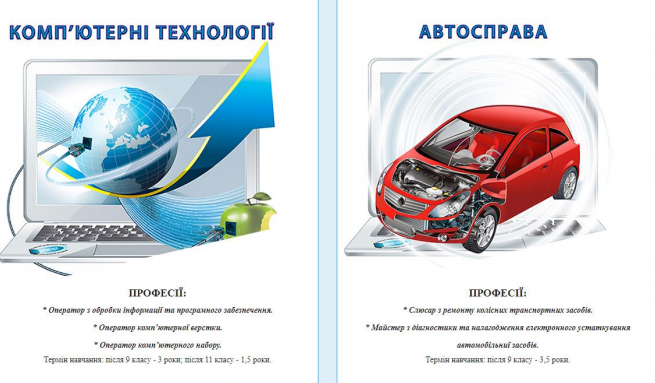 КОМП'ЮТЕРНІ ТЕХНОЛОГІЇ
ПРОФЕСІЇ:
* Оператор з обробки інформації та програмного забезпечення.
* Оператор комп'ютерної верстки.
* Оператор комп'ютерного набору.
Термін навчання: після 9 класу - 3 роки; після 11 класу - 1,5 роки.
АВТОСПРАВА
ПРОФЕСІЇ:
* Слюсар з ремонту колісних транспортних засобів.
* Майстер з діагностики та налагодження електронного устаткування
автомобільні засобів.
Термін навчання: після 9 класу - 3,5 роки.